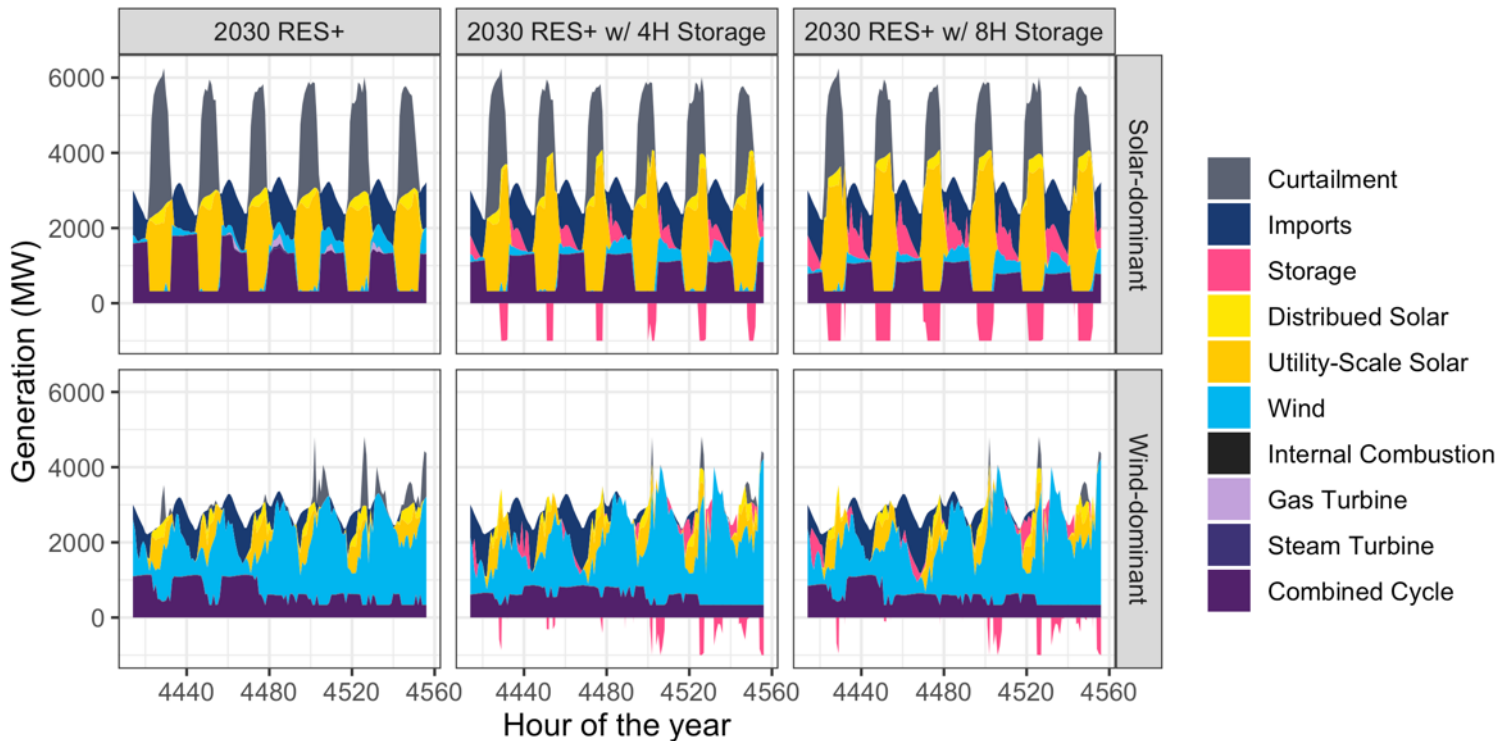 2030 RES+
2030 RES+ w/ 4H Storage
2030 RES+ w/ 8H Storage
Generation (MW)
6000
4000
2000
0
Solar-dominant
6000
4000
2000
0
Wind-dominant
4440 4480 4520 4560
4440 4480 4520 4560
4440 4480 4520 4560
Hour of the year
Curtailment
Imports
Storage
Distribued Solar
Utility-Scale Solar
Wind
Internal Combustion
Gas Turbine
Steam Turbine
Combined Cycle